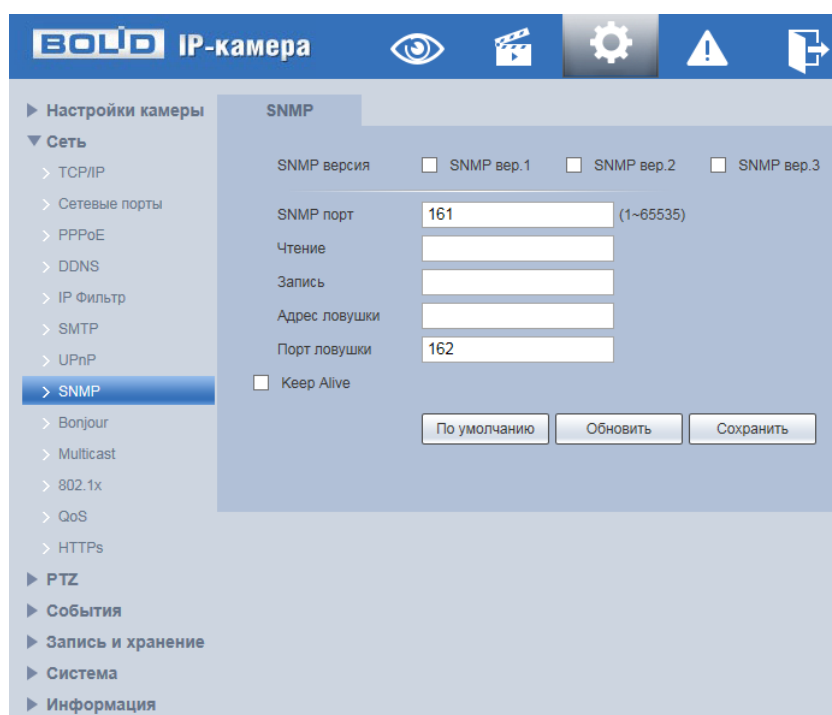 BOLID IP-камера
Настройки камеры
Сеть
TCP/IP
Сетевые порты
PPPoE
DDNS
IP Фильтр
SMTP
UPnP
SNMP
Bonjour
Multicast
802.1x
QoS
HTTPs
PTZ
События
Запись и хранение
Система
Информация
SNMP
SNMP версия SNMP вер.1 SNMP вер.2 SNMP вер.3
SNMP порт 161 (1~65535)
Чтение
Запись
Адрес ловушки
Порт ловушки 162
Keep Alive
По умолчанию Обновить Сохранить